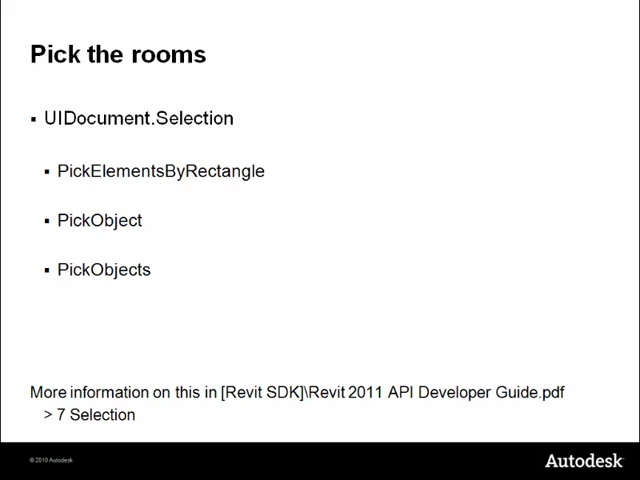 Pick the rooms
▪ UIDocument.Selection
▪ PickElementsByRectangle
▪ PickObject
▪ PickObjects
More information on this in [Revit SDK]\Revit 2011 API Developer Guide.pdf
> 7 Selection
© 2010 Autodesk
Autodesk